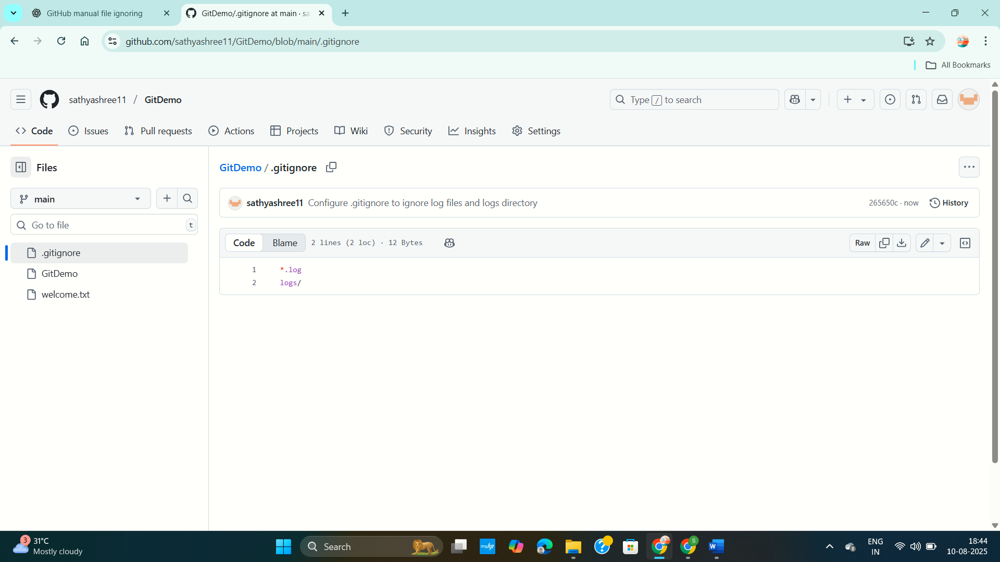 GitHub manual file ignoring
GitDemo/.gitignore at main · sa
github.com/sathyashree11/GitDemo/blob/main/.gitignore
All Bookmarks
sathyashree11 / GitDemo
Type / to search
Code
Issues
Pull requests
Actions
Projects
Wiki
Security
Insights
Settings
Files
GitDemo / .gitignore
main
sathyashree11 Configure .gitignore to ignore log files and logs directory
265650c · now
History
Go to file
t
Code
Blame
2 lines (2 loc) · 12 Bytes
Raw
.gitignore
GitDemo
welcome.txt
1 *.log
2 logs/
3
31°C
Mostly cloudy
Search
myhp
S
W
ENG
IN
18:44
10-08-2025